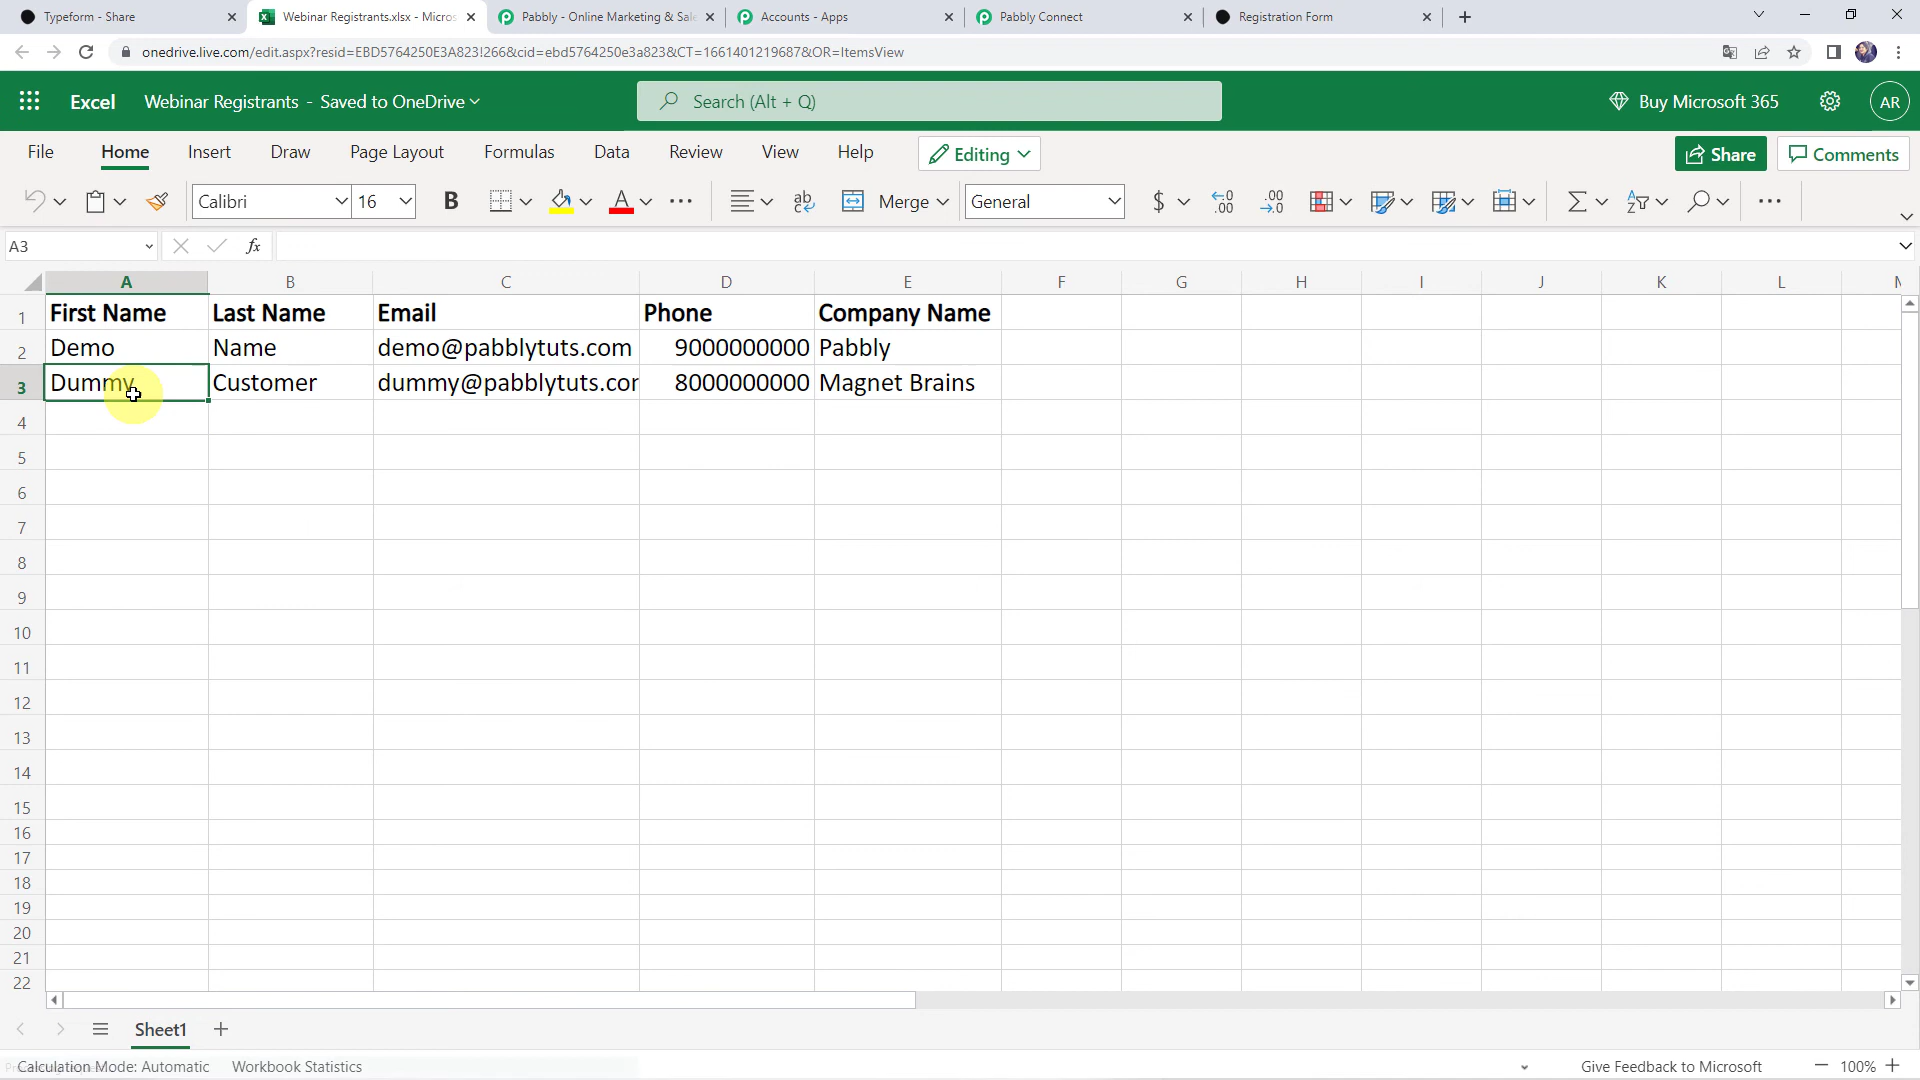 Typeform - Share
Webinar Registrants.xlsx - Micros
Pabbly - Online Marketing & Sale
Accounts - Apps
Pabbly Connect
Registration Form
onedrive.live.com/edit.aspx?resid=EBD5764250E3A823!266&cid=ebd5764250e3a823&CT=1661401219687&OR=ItemsView
Excel
Webinar Registrants - Saved to OneDrive
Search (Alt + Q)
Buy Microsoft 365
AR
File Home Insert Draw Page Layout Formulas Data Review View Help
Editing
Share
Comments
Calibri
16
B
A
ab
Merge
General
$
.00
.00
A3
fx
A B C D E F G H I J K L
1 First Name Last Name Email Phone Company Name
2 Demo Name demo@pabblytuts.com 9000000000 Pabbly
3 Dummy Customer dummy@pabblytuts.cor 8000000000 Magnet Brains
4
5
6
7
8
9
10
11
12
13
14
15
16
17
18
19
20
21
22
Sheet1
Calculation Mode: Automatic Workbook Statistics
Give Feedback to Microsoft
100%